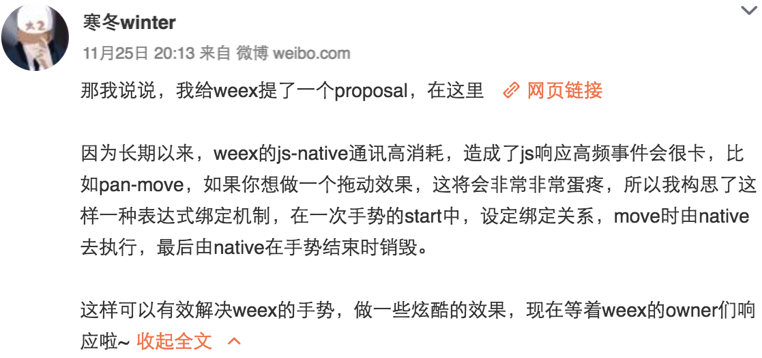 寒冬winter
11月25日 20:13 来自 微博 weibo.com
那我说说，我给weex提了一个proposal，在这里 网页链接
因为长期以来，weex的js-native通讯高消耗，造成了js响应高频事件会很卡，比
如pan-move，如果你想做一个拖动效果，这将会非常非常蛋疼，所以我构思了这
样一种表达式绑定机制，在一次手势的start中，设定绑定关系，move时由native
去执行，最后由native在手势结束时销毁。
这样可以有效解决weex的手势，做一些炫酷的效果，现在等着weex的owner们响
应啦~ 收起全文